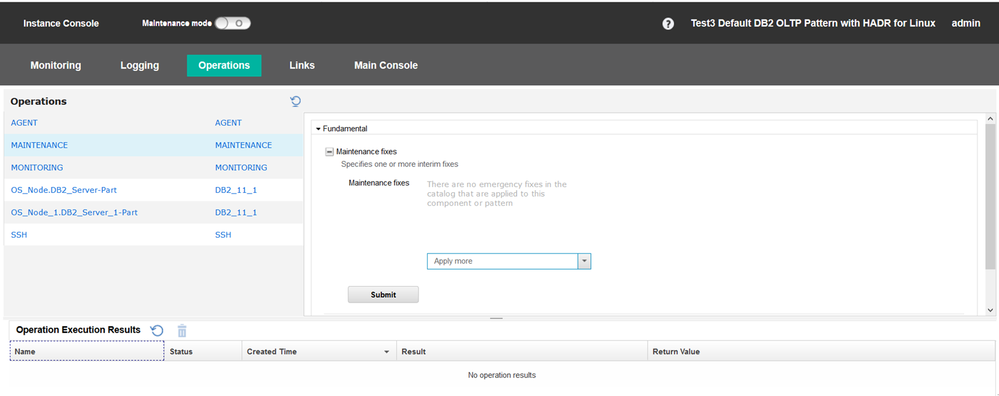 Instance Console Maintenance mode Test3 Default DB2 OLTP Pattern with HADR for Linux admin
Monitoring Logging Operations Links Main Console
Operations
AGENT AGENT
MAINTENANCE MAINTENANCE
MONITORING MONITORING
OS_Node.DB2_Server-Part DB2_11_1
OS_Node_1.DB2_Server_1-Part DB2_11_1
SSH SSH
Fundamental
Maintenance fixes
Specifies one or more interim fixes
Maintenance fixes
There are no emergency fixes in the
catalog that are applied to this
component or pattern
Apply more
Submit
Operation Execution Results
Name Status Created Time Result Return Value
No operation results